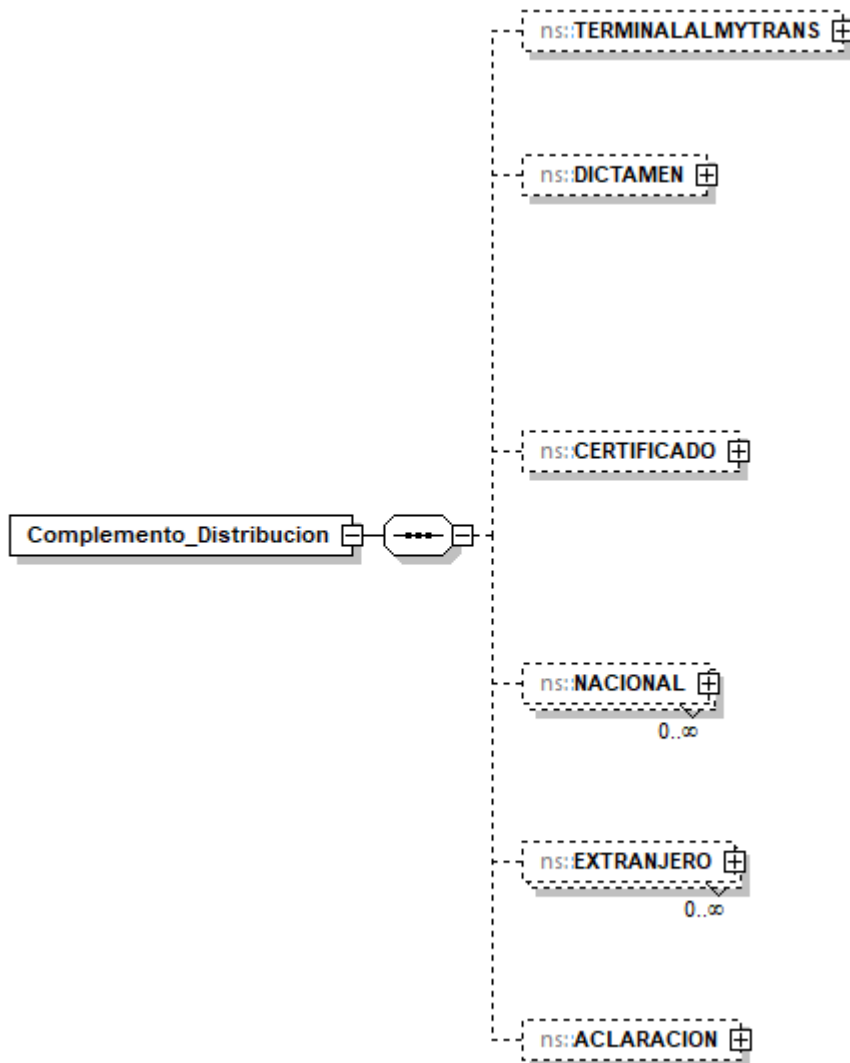 ns::TERMINALALMYTRANS
ns::DICTAMEN
ns::CERTIFICADO
Complemento_Distribucion
ns::NACIONAL
0..∞
ns::EXTRANJERO
0..∞
ns::ACLARACION